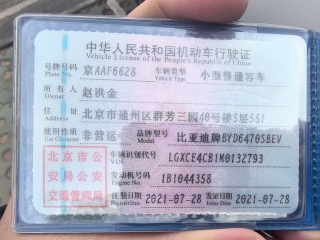 中华人民共和国机动车行驶证
Vehicle License of the People's Republic of China
号牌号码 京AAF6628 车辆类型 小型普通客车
Plate No. Vehicle Type
所有人 赵洪金
Owner
住址 北京市通州区群芳三园48号楼5层551
Address
使用性质 非营运 品牌型号 比亚迪牌BYD6470SBEV
Use Character Model
北京市公安局公安交通管理局
车辆识别代号 LGXCE4CB1M0132793
VIN
发动机号码 1B1044358
Engine No.
注册日期 2021-07-28 发证日期 2021-07-28
Register Date Issue Date